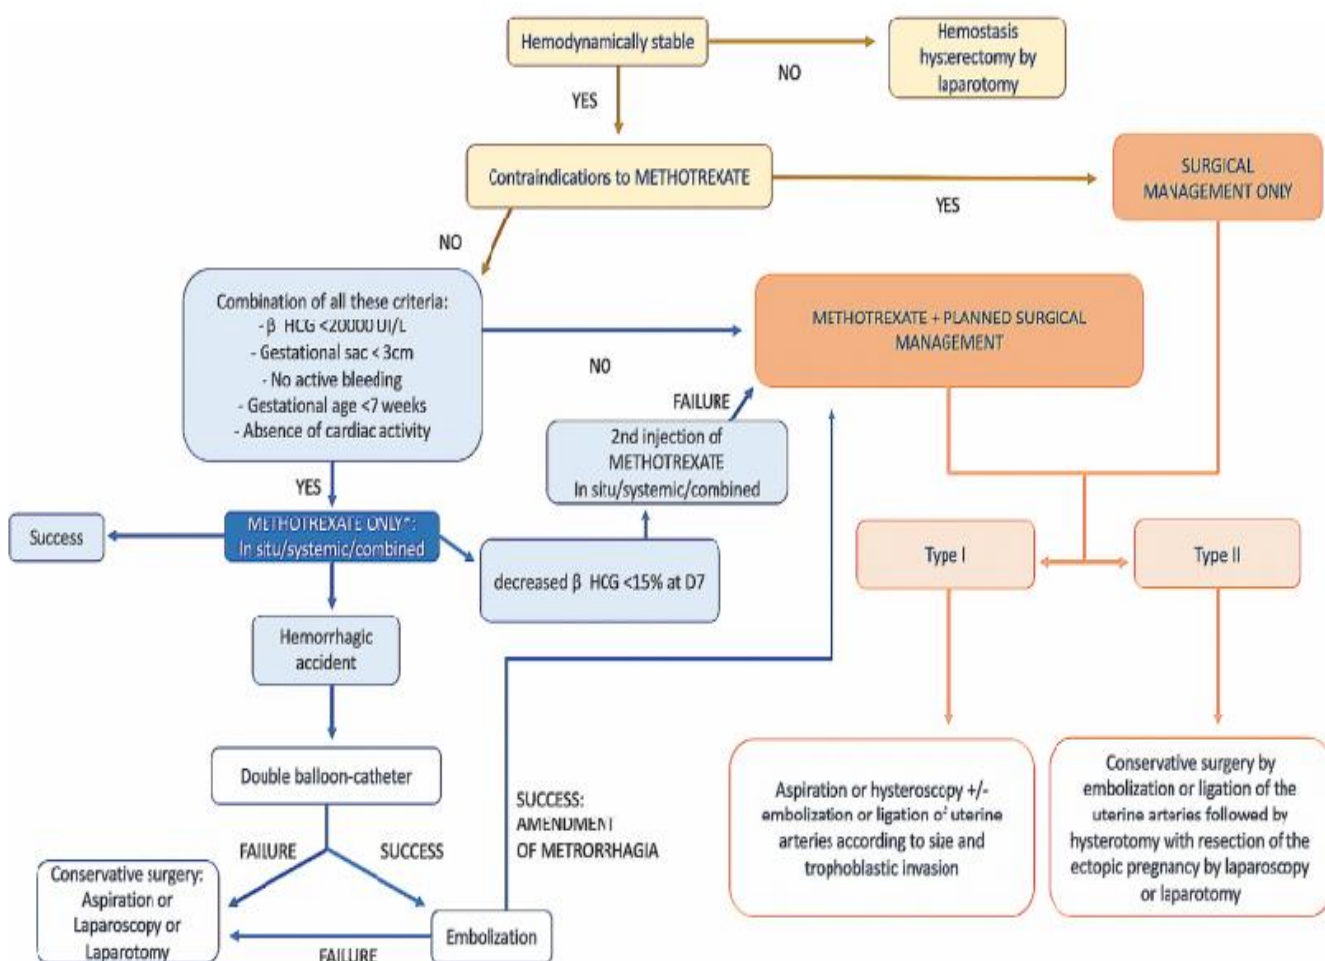 Hemodynamically stable
NO
Hemostasis
hysterectomy by
laparotomy
YES
Contraindications to METHOTREXATE
YES
SURGICAL
MANAGEMENT ONLY
NO
Combination of all these criteria:
- β HCG <20000 UI/L
- Gestational sac < 3cm
- No active bleeding
- Gestational age <7 weeks
- Absence of cardiac activity
NO
METHOTREXATE + PLANNED SURGICAL
MANAGEMENT
FAILURE
2nd injection of
METHOTREXATE
In situ/systemic/combined
YES
METHOTREXATE ONLY*:
In situ/systemic/combined
Success
decreased β HCG <15% at D7
Type I
Type II
Hemorrhagic
accident
Double balloon-catheter
SUCCESS:
AMENDMENT
OF METRORRHAGIA
FAILURE
SUCCESS
Conservative surgery:
Aspiration or
Laparoscopy or
Laparotomy
Embolization
FAILURE
Aspiration or hysteroscopy +/-
embolization or ligation of uterine
arteries according to size and
trophoblastic invasion
Conservative surgery by
embolization or ligation of the
uterine arteries followed by
hysterotomy with resection of the
ectopic pregnancy by laparoscopy
or laparotomy